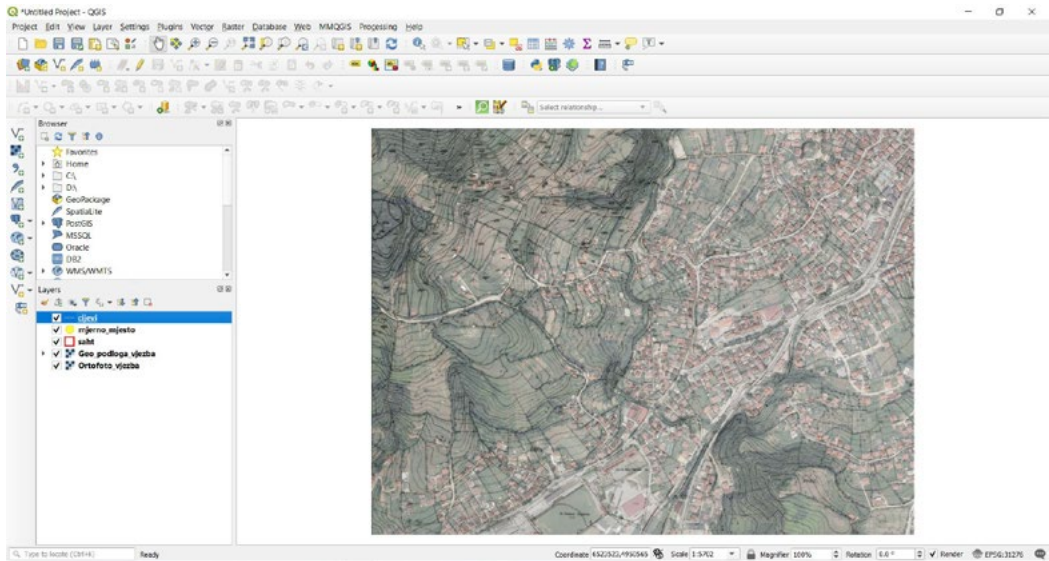 *Untitled Project - QGIS
Project Edit View Layer Settings Plugins Vector Raster Database Web MMQGIS Processing Help
Select relationship...
Browser
Favorites
Home
C:\
D:\
GeoPackage
SpatiaLite
PostGIS
MSSQL
Oracle
DB2
WMS/WMTS
Layers
cijevi
mjerno_mjesto
saht
Geo_podloga_vjezba
Ortofoto_vjezba
Type to locate (Ctrl+K) Ready Coordinate Scale 1:5702 Magnifier 100% Rotation 0.0 ° Render EPSG:31276